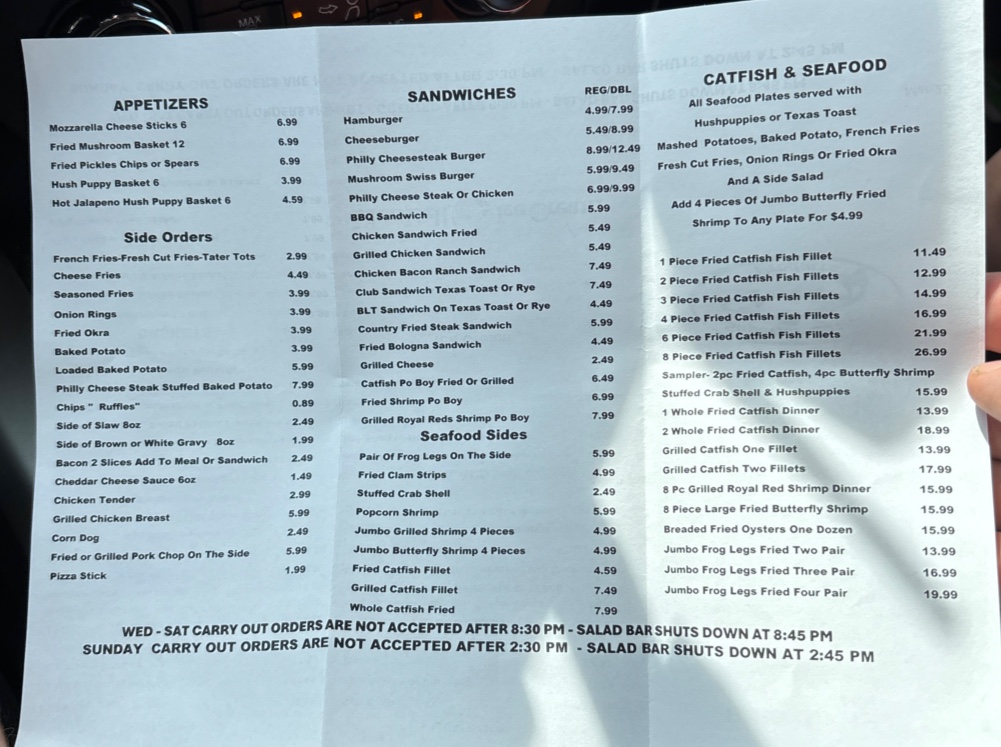 APPETIZERS
Mozzarella Cheese Sticks 6 6.99
Fried Mushroom Basket 12 6.99
Fried Pickles Chips or Spears 6.99
Hush Puppy Basket 6 3.99
Hot Jalapeno Hush Puppy Basket 6 4.59
Side Orders
French Fries-Fresh Cut Fries-Tater Tots 2.99
Cheese Fries 4.49
Seasoned Fries 3.99
Onion Rings 3.99
Fried Okra 3.99
Baked Potato 3.99
Loaded Baked Potato 5.99
Philly Cheese Steak Stuffed Baked Potato 7.99
Chips " Ruffles" 0.89
Side of Slaw 8oz 2.49
Side of Brown or White Gravy 8oz 1.99
Bacon 2 Slices Add To Meal Or Sandwich 2.49
Cheddar Cheese Sauce 6oz 1.49
Chicken Tender 2.99
Grilled Chicken Breast 5.99
Corn Dog 2.49
Fried or Grilled Pork Chop On The Side 5.99
Pizza Stick 1.99
SANDWICHES REG/DBL
Hamburger 4.99/7.99
Cheeseburger 5.49/8.99
Philly Cheesesteak Burger 8.99/12.49
Mushroom Swiss Burger 5.99/9.49
Philly Cheese Steak Or Chicken 6.99/9.99
BBQ Sandwich 5.99
Chicken Sandwich Fried 5.49
Grilled Chicken Sandwich 5.49
Chicken Bacon Ranch Sandwich 7.49
Club Sandwich Texas Toast Or Rye 7.49
BLT Sandwich On Texas Toast Or Rye 4.49
Country Fried Steak Sandwich 5.99
Fried Bologna Sandwich 4.49
Grilled Cheese 2.49
Catfish Po Boy Fried Or Grilled 6.49
Fried Shrimp Po Boy 6.99
Grilled Royal Reds Shrimp Po Boy 7.99
Seafood Sides
Pair Of Frog Legs On The Side 5.99
Fried Clam Strips 4.99
Stuffed Crab Shell 2.49
Popcorn Shrimp 5.99
Jumbo Grilled Shrimp 4 Pieces 4.99
Jumbo Butterfly Shrimp 4 Pieces 4.99
Fried Catfish Fillet 4.59
Grilled Catfish Fillet 7.49
Whole Catfish Fried 7.99
CATFISH & SEAFOOD
All Seafood Plates served with
Hushpuppies or Texas Toast
Mashed Potatoes, Baked Potato, French Fries
Fresh Cut Fries, Onion Rings Or Fried Okra
And A Side Salad
Add 4 Pieces Of Jumbo Butterfly Fried
Shrimp To Any Plate For $4.99
1 Piece Fried Catfish Fish Fillet 11.49
2 Piece Fried Catfish Fish Fillets 12.99
3 Piece Fried Catfish Fish Fillets 14.99
4 Piece Fried Catfish Fish Fillets 16.99
6 Piece Fried Catfish Fish Fillets 21.99
8 Piece Fried Catfish Fish Fillets 26.99
Sampler- 2pc Fried Catfish, 4pc Butterfly Shrimp
Stuffed Crab Shell & Hushpuppies 15.99
1 Whole Fried Catfish Dinner 13.99
2 Whole Fried Catfish Dinner 18.99
Grilled Catfish One Fillet 13.99
Grilled Catfish Two Fillets 17.99
8 Pc Grilled Royal Red Shrimp Dinner 15.99
8 Piece Large Fried Butterfly Shrimp 15.99
Breaded Fried Oysters One Dozen 15.99
Jumbo Frog Legs Fried Two Pair 13.99
Jumbo Frog Legs Fried Three Pair 16.99
Jumbo Frog Legs Fried Four Pair 19.99
WED - SAT CARRY OUT ORDERS ARE NOT ACCEPTED AFTER 8:30 PM - SALAD BAR SHUTS DOWN AT 8:45 PM
SUNDAY CARRY OUT ORDERS ARE NOT ACCEPTED AFTER 2:30 PM - SALAD BAR SHUTS DOWN AT 2:45 PM
MAX